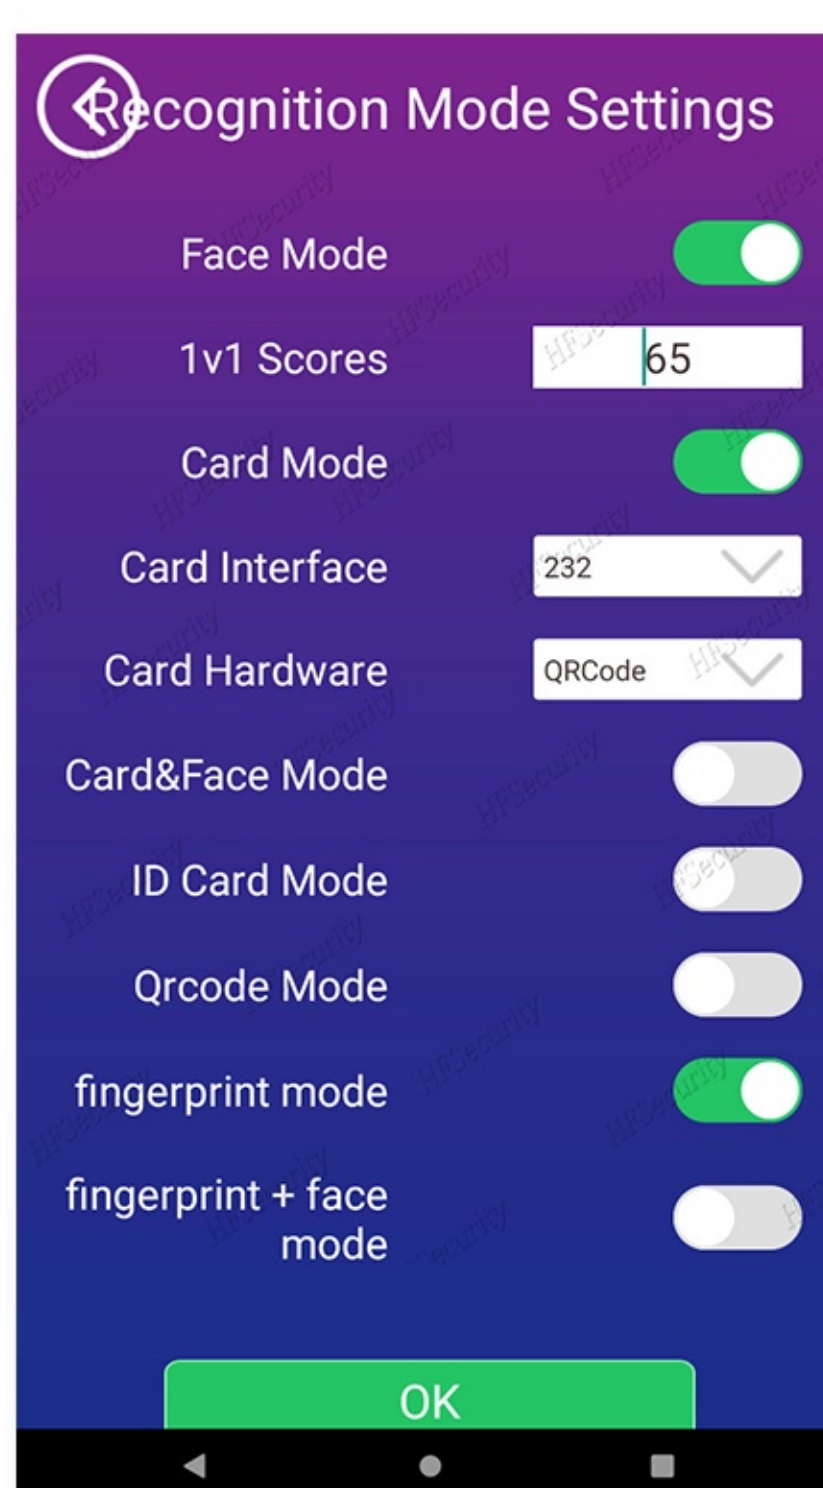 Recognition Mode Settings
Face Mode
1v1 Scores
65
Card Mode
Card Interface
232
Card Hardware
QRCode
Card&Face Mode
ID Card Mode
Qrcode Mode
fingerprint mode
fingerprint + face
mode
OK
HFSecurity